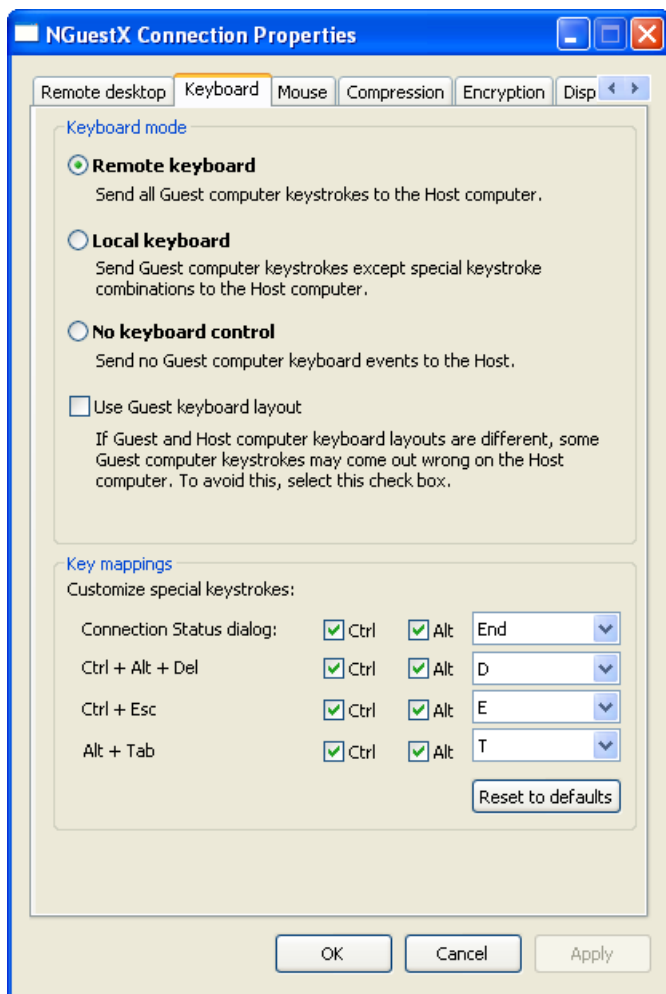 NGuestX Connection Properties
Remote desktop Keyboard Mouse Compression Encryption Disp
Keyboard mode
Remote keyboard
Send all Guest computer keystrokes to the Host computer.
Local keyboard
Send Guest computer keystrokes except special keystroke
combinations to the Host computer.
No keyboard control
Send no Guest computer keyboard events to the Host.
Use Guest keyboard layout
If Guest and Host computer keyboard layouts are different, some
Guest computer keystrokes may come out wrong on the Host
computer. To avoid this, select this check box.
Key mappings
Customize special keystrokes:
Connection Status dialog: Ctrl Alt End
Ctrl + Alt + Del Ctrl Alt D
Ctrl + Esc Ctrl Alt E
Alt + Tab Ctrl Alt T
Reset to defaults
OK Cancel Apply